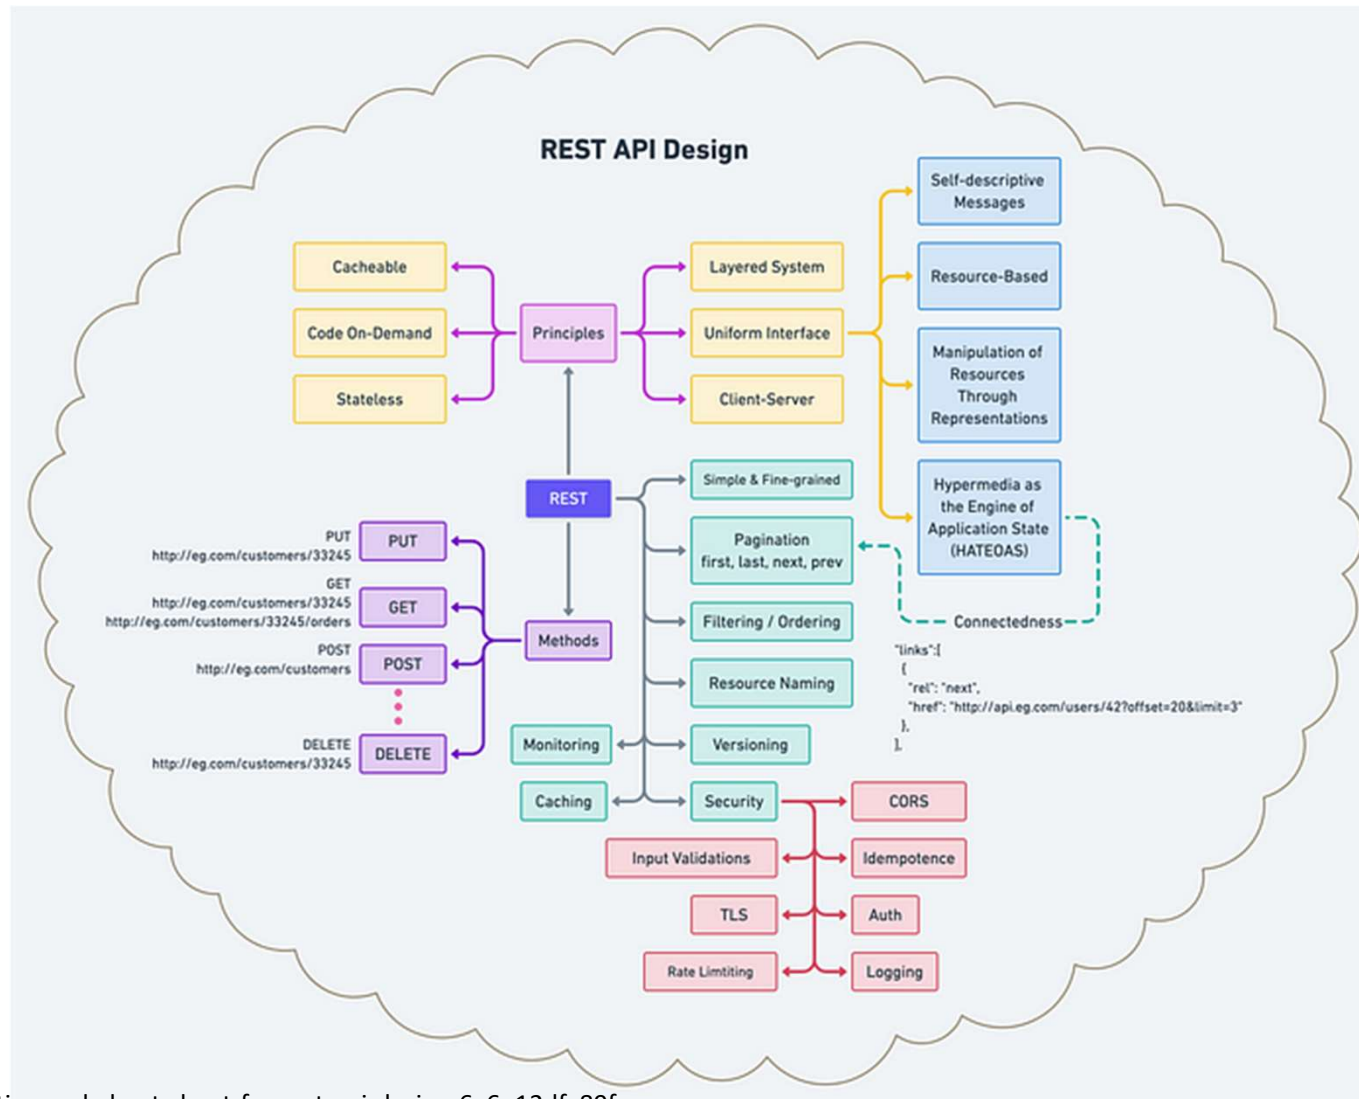 REST API Design
Self-descriptive
Messages
Cacheable
Layered System
Resource-Based
Code On-Demand
Principles
Uniform Interface
Manipulation of
Resources
Through
Representations
Stateless
Client-Server
REST
Simple & Fine-grained
Hypermedia as
the Engine of
Application State
(HATEOAS)
PUT
http://eg.com/customers/33245
PUT
Pagination
first, last, next, prev
GET
http://eg.com/customers/33245
http://eg.com/customers/33245/orders
GET
Filtering / Ordering
Connectedness
Methods
POST
http://eg.com/customers
POST
Resource Naming
"links":[
{
"rel": "next",
"href": "http://api.eg.com/users/42?offset=20&limit=3"
},
],
DELETE
http://eg.com/customers/33245
DELETE
Monitoring
Versioning
Caching
Security
CORS
Input Validations
Idempotence
TLS
Auth
Rate Limtiting
Logging